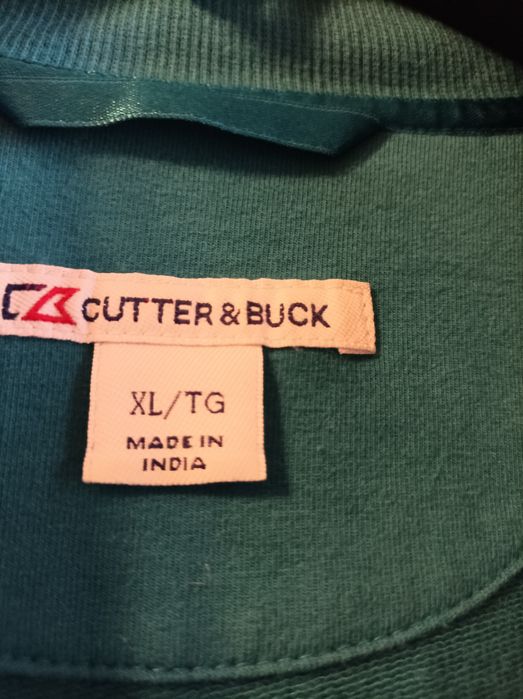 CUTTER & BUCK
XL/TG
MADE IN
INDIA